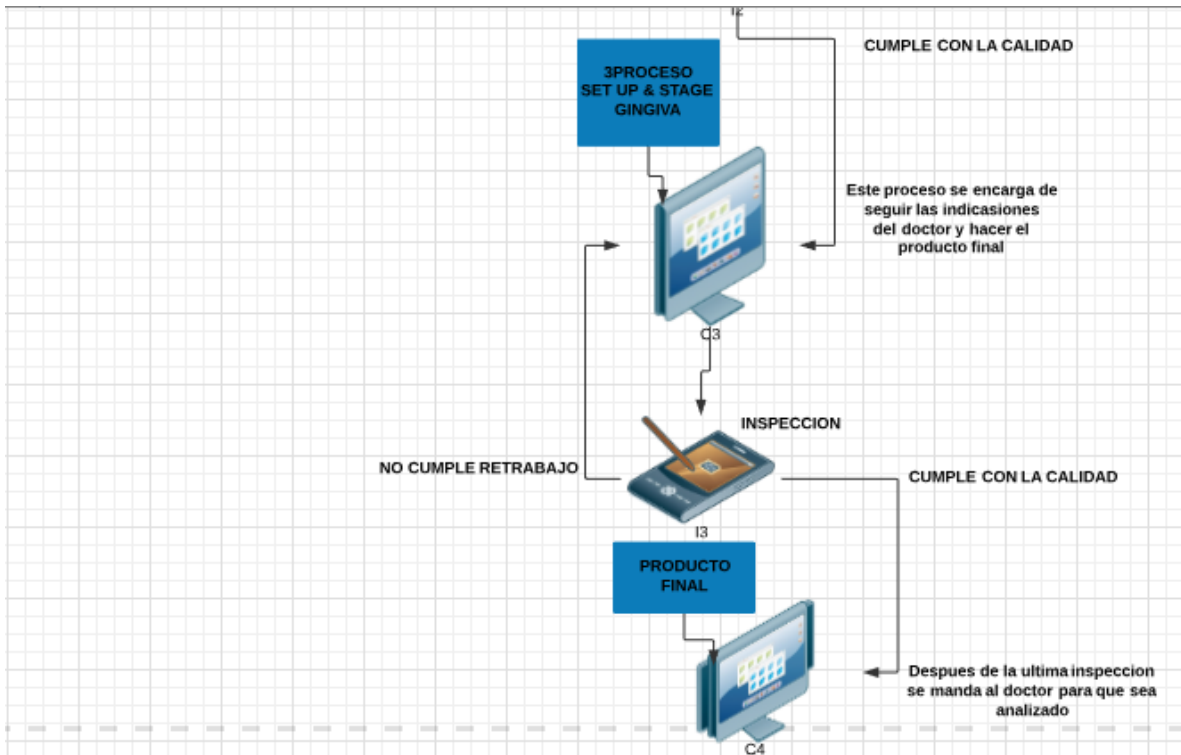 I2
CUMPLE CON LA CALIDAD
3PROCESO
SET UP & STAGE
GINGIVA
Este proceso se encarga de
seguir las indicasiones
del doctor y hacer el
producto final
C3
INSPECCION
NO CUMPLE RETRABAJO
CUMPLE CON LA CALIDAD
I3
PRODUCTO
FINAL
Despues de la ultima inspeccion
se manda al doctor para que sea
analizado
C4